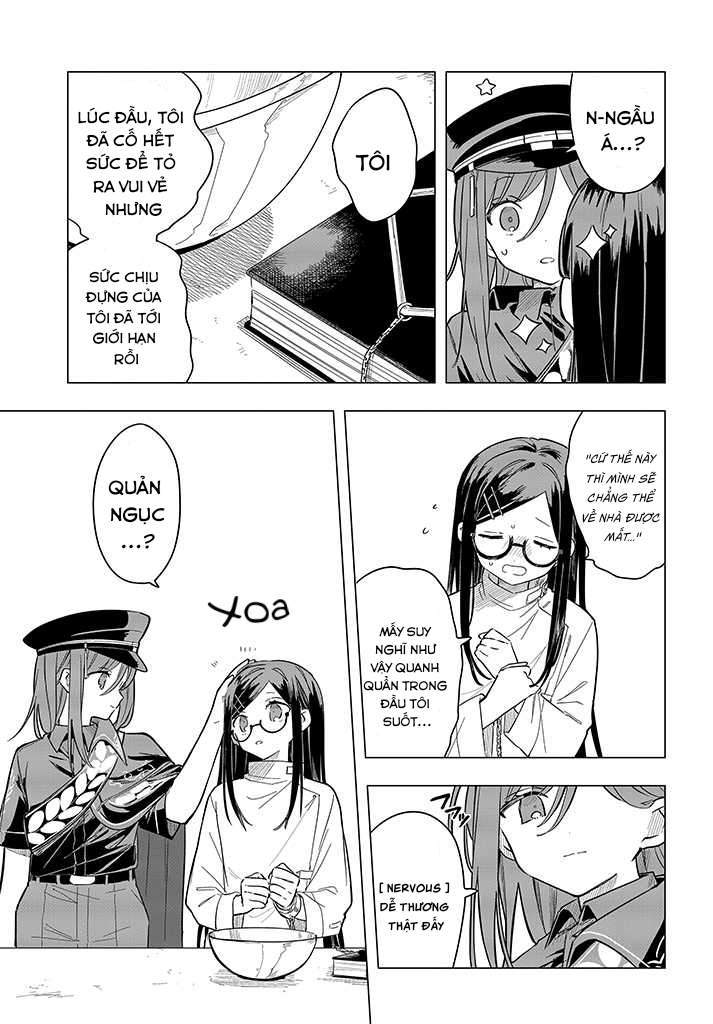 N-NGẦU
Á...?
TÔI
LÚC ĐẦU, TÔI
ĐÃ CỐ HẾT
SỨC ĐỂ TỎ
RA VUI VẺ
NHƯNG
SỨC CHỊU
ĐỰNG CỦA
TÔI ĐÃ TỚI
GIỚI HẠN
RỒI
"CỨ THẾ NÀY
THÌ MÌNH SẼ
CHẲNG THỂ
VỀ NHÀ ĐƯỢC
MẤT..."
MẤY SUY
NGHĨ NHƯ
VẬY QUANH
QUẨN TRONG
ĐẦU TÔI
SUỐT...
QUẢN
NGỤC
...?
XOA
[ NERVOUS ]
DỄ THƯƠNG
THẬT ĐẤY